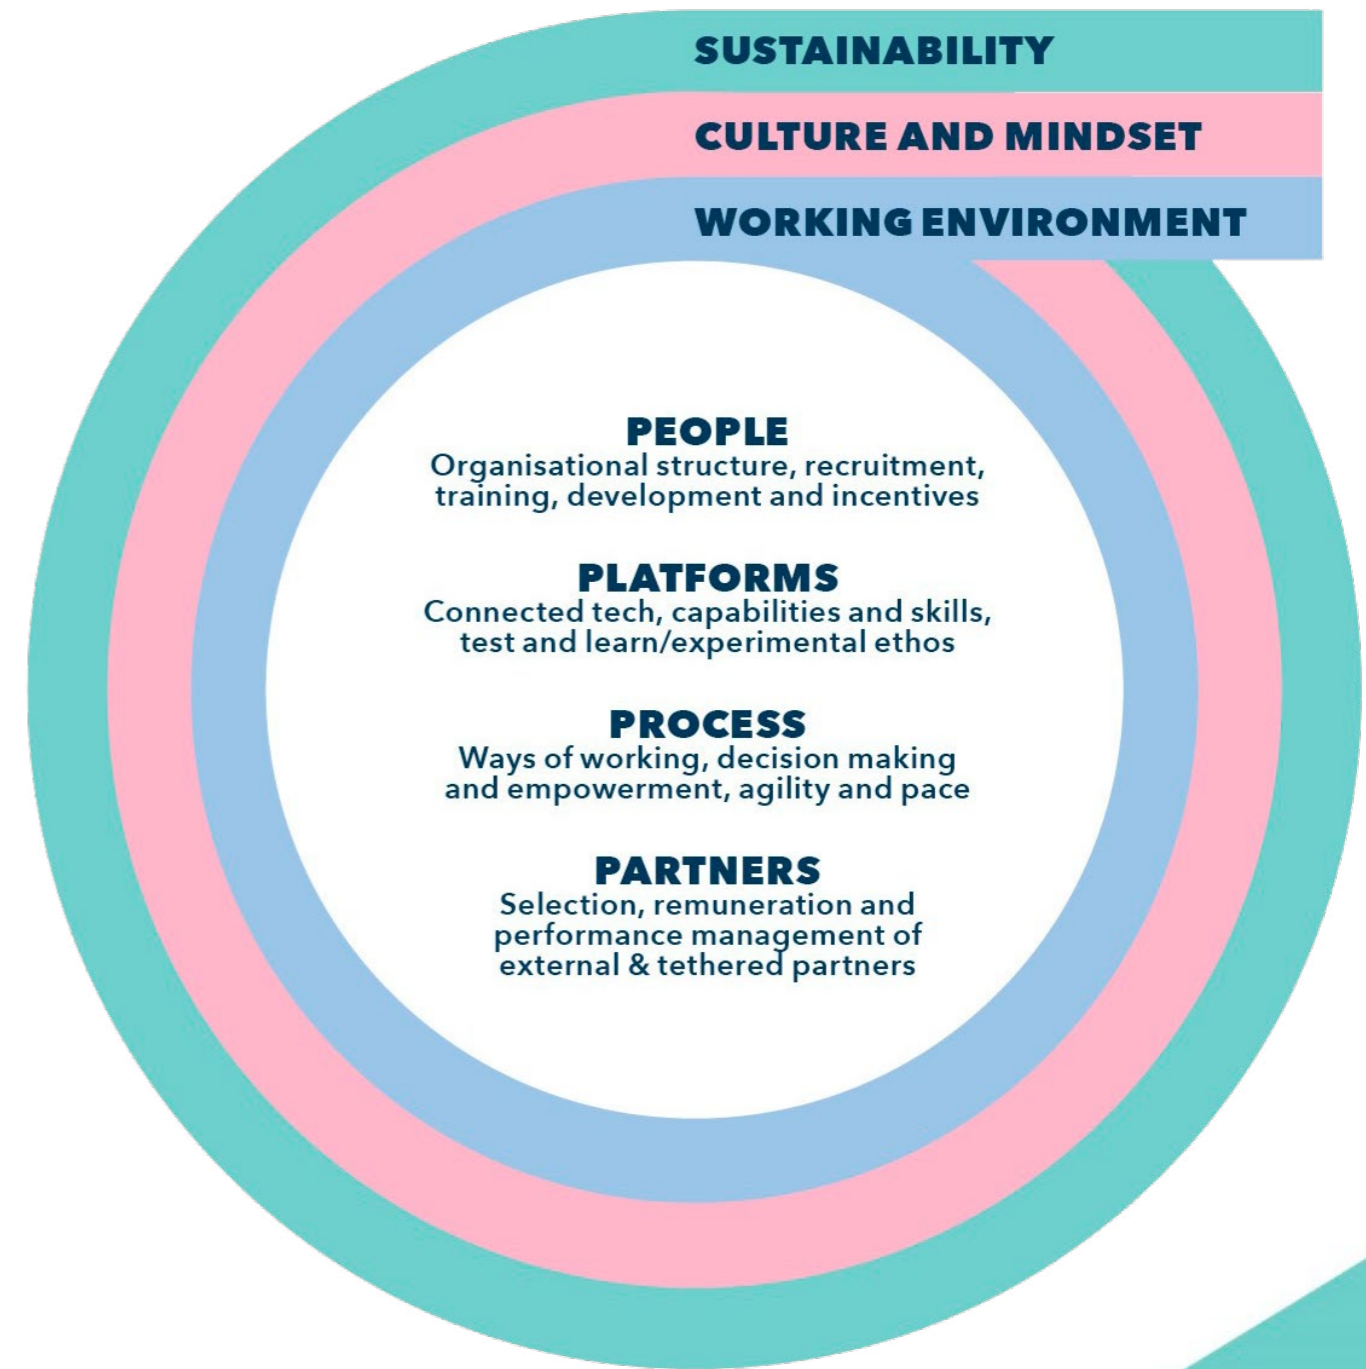 SUSTAINABILITY
CULTURE AND MINDSET
WORKING ENVIRONMENT
PEOPLE
Organisational structure, recruitment,
training, development and incentives
PLATFORMS
Connected tech, capabilities and skills,
test and learn/experimental ethos
PROCESS
Ways of working, decision making
and empowerment, agility and pace
PARTNERS
Selection, remuneration and
performance management of
external & tethered partners